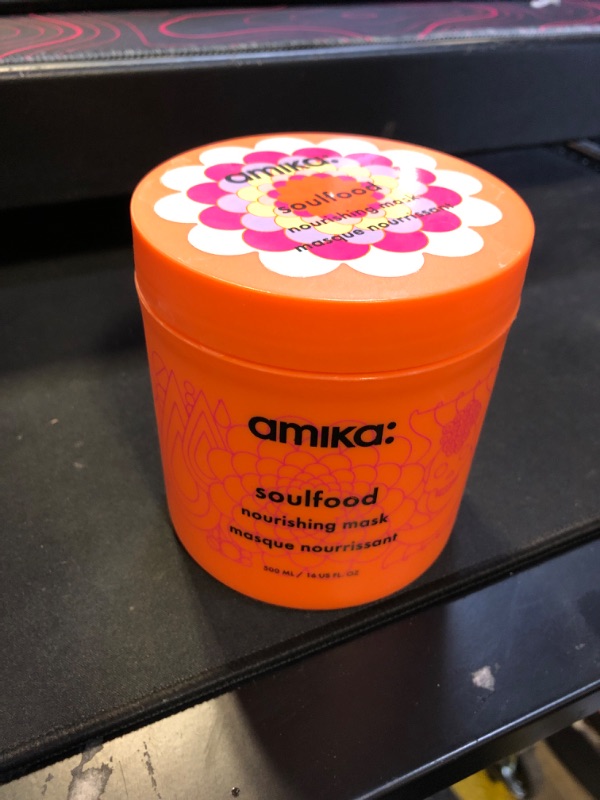 amika:
soulfood
nourishing mask
masque nourrissant
amika:
soulfood
nourishing mask
masque nourrissant
500 ML / 16 US FL. OZ